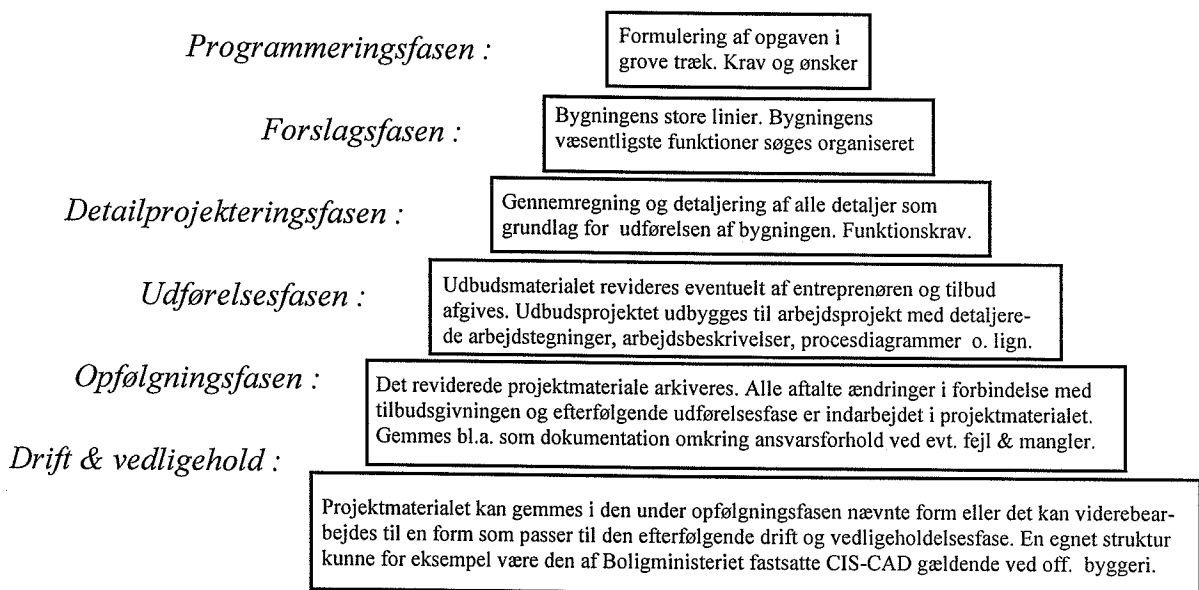 Programmeringsfasen :
Formulering af opgaven i
grove træk. Krav og ønsker
Forslagsfasen :
Bygningens store linier. Bygningens
væsentligste funktioner søges organiseret
Detailprojekteringsfasen :
Gennemregning og detaljering af alle detaljer som
grundlag for udførelsen af bygningen. Funktionskrav.
Udførelsesfasen :
Udbudsmaterialet revideres eventuelt af entreprenøren og tilbud
afgives. Udbudsprojektet udbygges til arbejdsprojekt med detaljere-
de arbejdstegninger, arbejdsbeskrivelser, procesdiagrammer o. lign.
Opfølgningsfasen :
Det reviderede projektmateriale arkiveres. Alle aftalte ændringer i forbindelse med
tilbudsgivningen og efterfølgende udførelsesfase er indarbejdet i projektmaterialet.
Gemmes bl.a. som dokumentation omkring ansvarsforhold ved evt. fejl & mangler.
Drift & vedligehold :
Projektmaterialet kan gemmes i den under opfølgningsfasen nævnte form eller det kan viderebear-
bejdes til en form som passer til den efterfølgende drift og vedligeholdelsesfase. En egnet struktur
kunne for eksempel være den af Boligministeriet fastsatte CIS-CAD gældende ved off. byggeri.